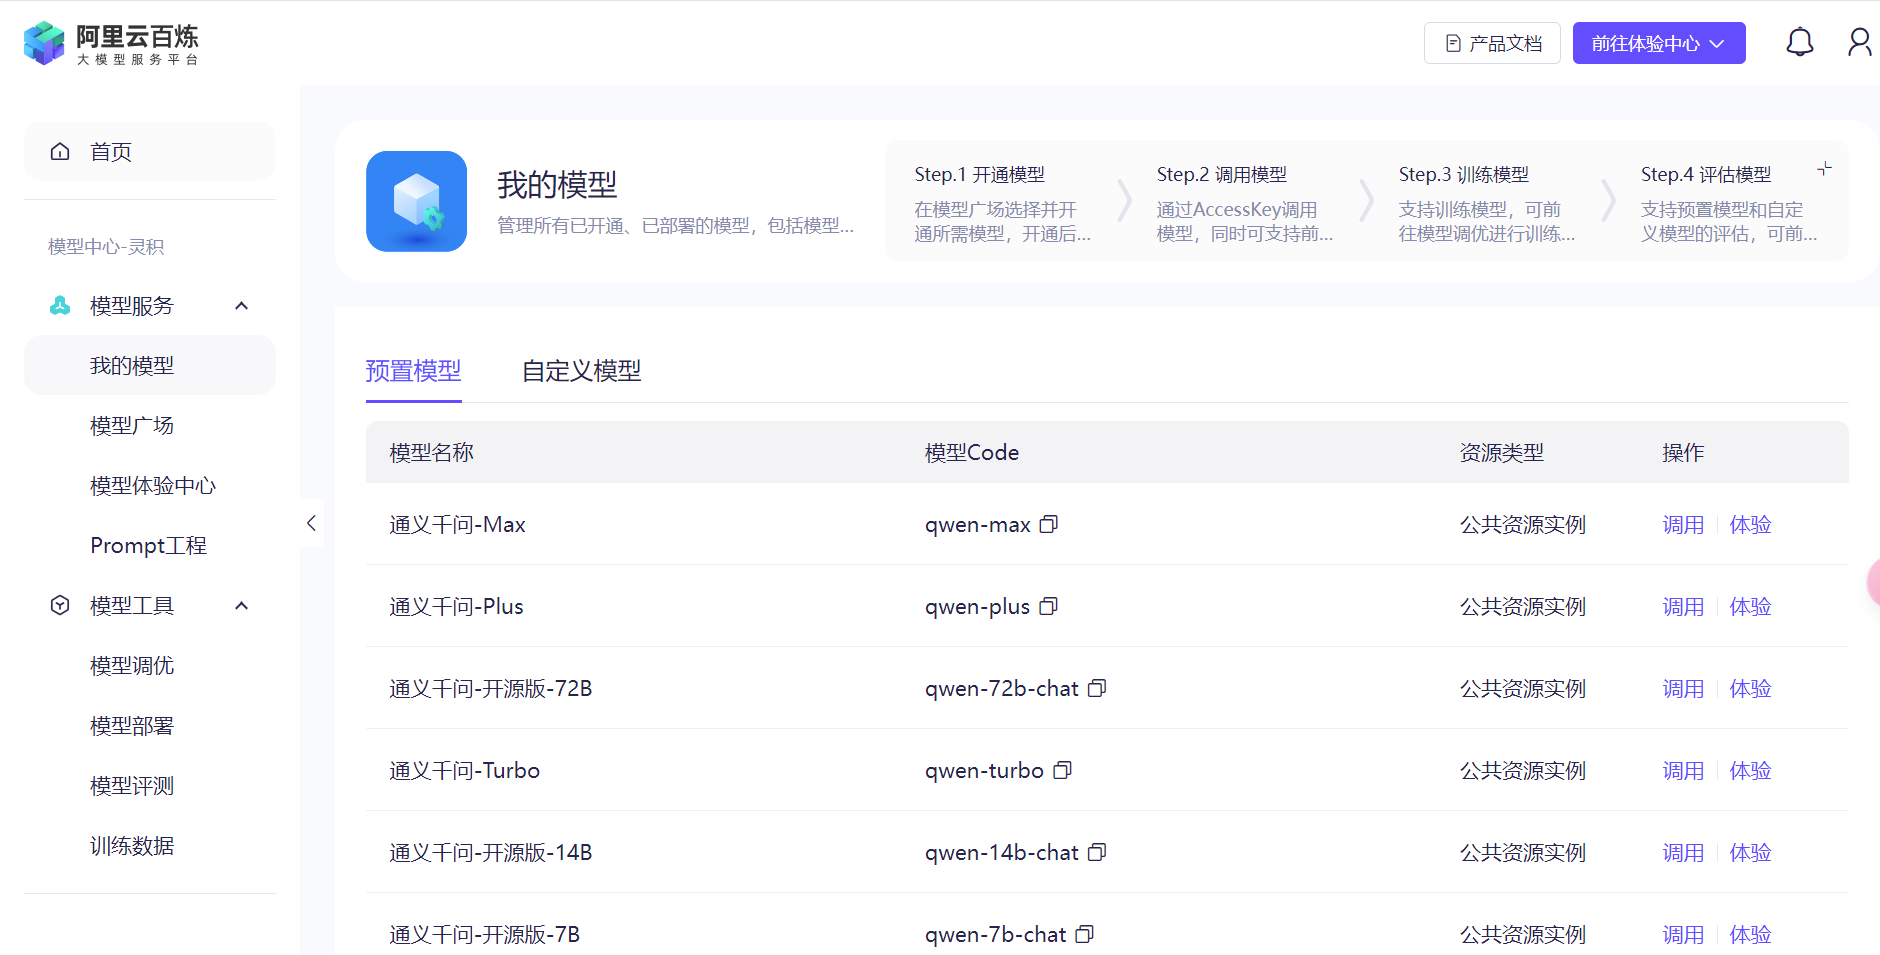 阿里云百炼
大模型服务平台
产品文档
前往体验中心
首页
模型中心-灵积
模型服务
我的模型
模型广场
模型体验中心
Prompt工程
模型工具
模型调优
模型部署
模型评测
训练数据
我的模型
管理所有已开通、已部署的模型，包括模型...
Step.1 开通模型
在模型广场选择并开
通所需模型，开通后...
Step.2 调用模型
通过AccessKey调用
模型，同时可支持前...
Step.3 训练模型
支持训练模型，可前
往模型调优进行训练...
Step.4 评估模型
支持预置模型和自定
义模型的评估，可前...
预置模型 自定义模型
模型名称 模型Code 资源类型 操作
通义千问-Max qwen-max 公共资源实例 调用 体验
通义千问-Plus qwen-plus 公共资源实例 调用 体验
通义千问-开源版-72B qwen-72b-chat 公共资源实例 调用 体验
通义千问-Turbo qwen-turbo 公共资源实例 调用 体验
通义千问-开源版-14B qwen-14b-chat 公共资源实例 调用 体验
通义千问-开源版-7B qwen-7b-chat 公共资源实例 调用 体验